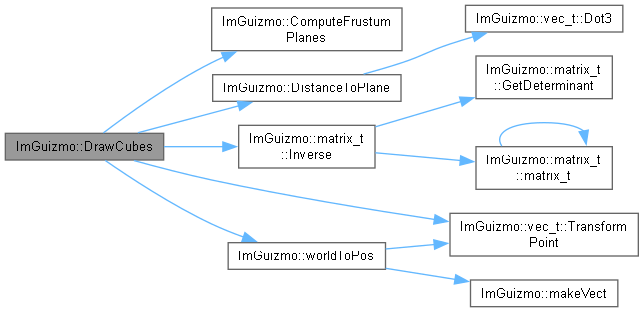 ImGuizmo::DrawCubes
ImGuizmo::ComputeFrustum
Planes
ImGuizmo::DistanceToPlane
ImGuizmo::vec_t::Dot3
ImGuizmo::matrix_t
::Inverse
ImGuizmo::matrix_t
::GetDeterminant
ImGuizmo::matrix_t
::matrix_t
ImGuizmo::vec_t::Transform
Point
ImGuizmo::worldToPos
ImGuizmo::makeVect